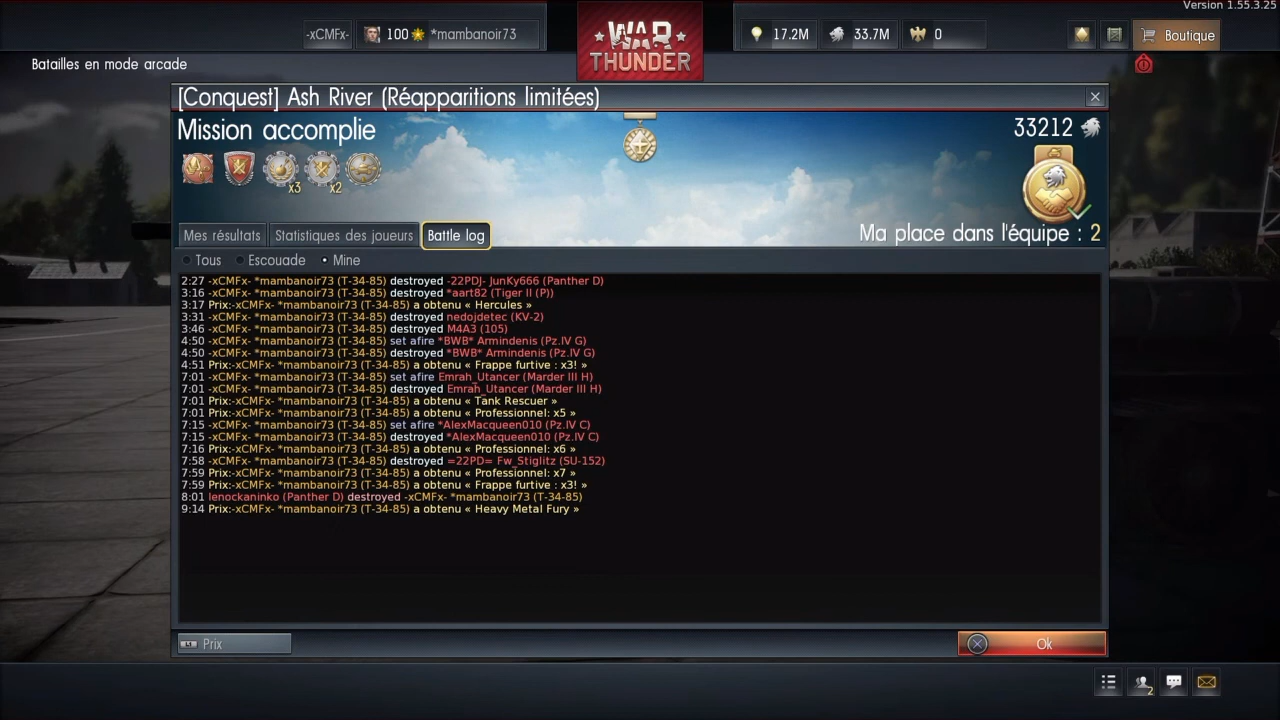 Version 1.55.3.25
-xCMFx- 100 *mambanoir73
WAR THUNDER
17.2M 33.7M 0
Boutique
Batailles en mode arcade
[Conquest] Ash River (Réapparitions limitées)
Mission accomplie
33212
x3 x2
Ma place dans l'équipe : 2
Mes résultats Statistiques des joueurs Battle log
Tous Escouade Mine
2:27 -xCMFx- *mambanoir73 (T-34-85) destroyed -22PDJ- JunKy666 (Panther D)
3:16 -xCMFx- *mambanoir73 (T-34-85) destroyed *aart82 (Tiger II (P))
3:17 Prix:-xCMFx- *mambanoir73 (T-34-85) a obtenu « Hercules »
3:31 -xCMFx- *mambanoir73 (T-34-85) destroyed nedojdetec (KV-2)
3:46 -xCMFx- *mambanoir73 (T-34-85) destroyed M4A3 (105)
4:50 -xCMFx- *mambanoir73 (T-34-85) set afire *BWB* Armindenis (Pz.IV G)
4:50 -xCMFx- *mambanoir73 (T-34-85) destroyed *BWB* Armindenis (Pz.IV G)
4:51 Prix:-xCMFx- *mambanoir73 (T-34-85) a obtenu « Frappe furtive : x3! »
7:01 -xCMFx- *mambanoir73 (T-34-85) set afire Emrah_Utancer (Marder III H)
7:01 -xCMFx- *mambanoir73 (T-34-85) destroyed Emrah_Utancer (Marder III H)
7:01 Prix:-xCMFx- *mambanoir73 (T-34-85) a obtenu « Tank Rescuer »
7:01 Prix:-xCMFx- *mambanoir73 (T-34-85) a obtenu « Professionnel: x5 »
7:15 -xCMFx- *mambanoir73 (T-34-85) set afire *AlexMacqueen010 (Pz.IV C)
7:15 -xCMFx- *mambanoir73 (T-34-85) destroyed *AlexMacqueen010 (Pz.IV C)
7:16 Prix:-xCMFx- *mambanoir73 (T-34-85) a obtenu « Professionnel: x6 »
7:58 -xCMFx- *mambanoir73 (T-34-85) destroyed =22PD= Fw_Stiglitz (SU-152)
7:59 Prix:-xCMFx- *mambanoir73 (T-34-85) a obtenu « Professionnel: x7 »
7:59 Prix:-xCMFx- *mambanoir73 (T-34-85) a obtenu « Frappe furtive : x3! »
8:01 lenockaninko (Panther D) destroyed -xCMFx- *mambanoir73 (T-34-85)
9:14 Prix:-xCMFx- *mambanoir73 (T-34-85) a obtenu « Heavy Metal Fury »
Prix
Ok
2